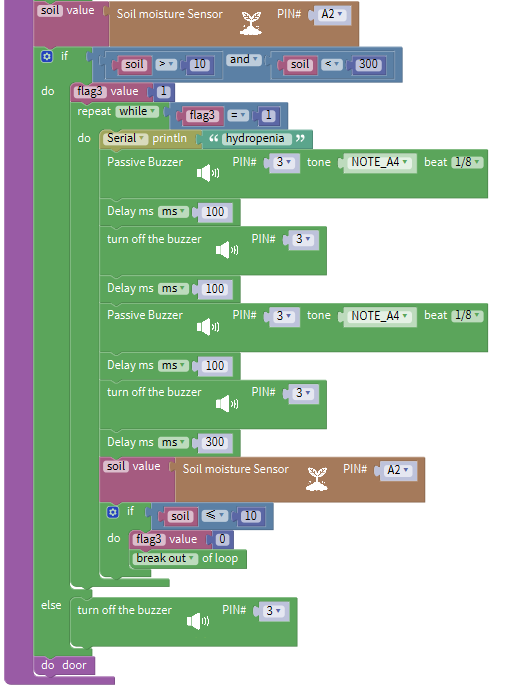 soil value Soil moisture Sensor PIN# A2
if soil > 10 and soil < 300
do flag3 value 1
repeat while flag3 = 1
do Serial println “ hydropenia ”
Passive Buzzer PIN# 3 tone NOTE_A4 beat 1/8
Delay ms ms 100
turn off the buzzer PIN# 3
Delay ms ms 100
Passive Buzzer PIN# 3 tone NOTE_A4 beat 1/8
Delay ms ms 100
turn off the buzzer PIN# 3
Delay ms ms 300
soil value Soil moisture Sensor PIN# A2
if soil ≤ 10
do flag3 value 0
break out of loop
else turn off the buzzer PIN# 3
do door